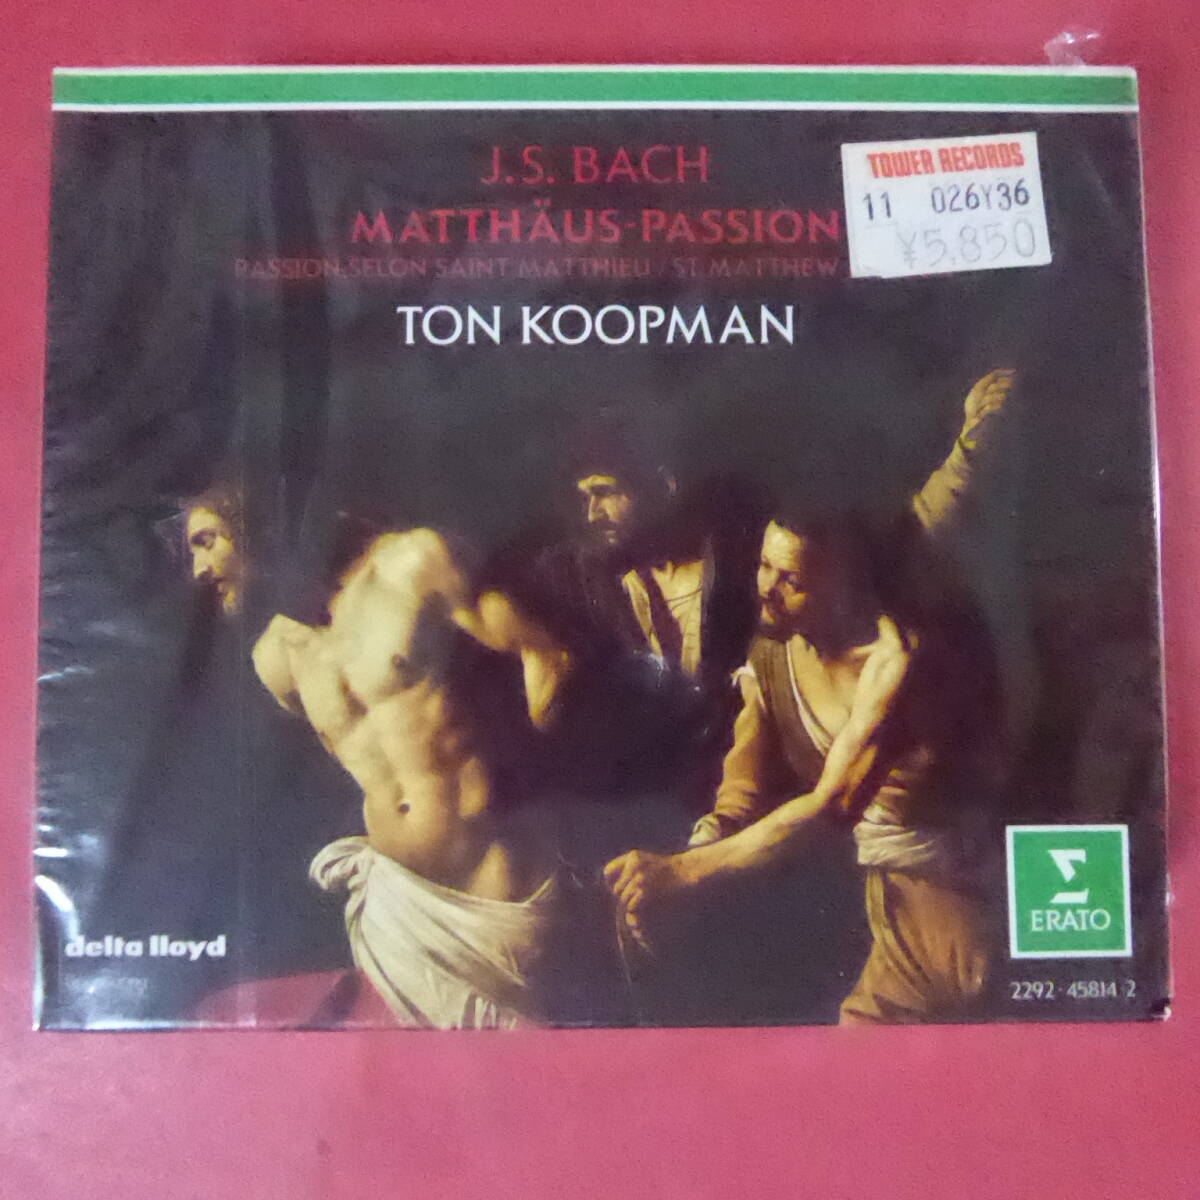 J.S. BACH
MATTHÄUS-PASSION
PASSION SELON SAINT MATTHIEU / ST. MATTHEW
TON KOOPMAN
TOWER RECORDS
11 026Y36
¥5,850
delta lloyd
ERATO
2292-45814-2